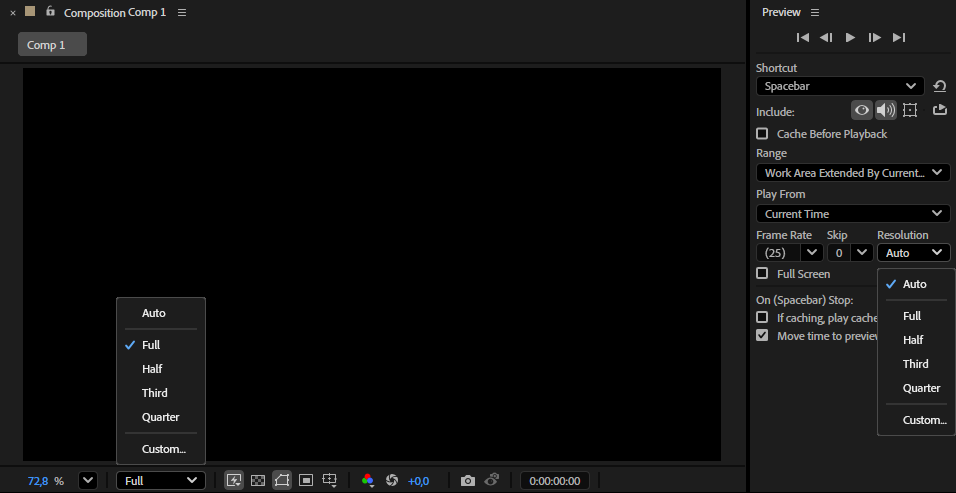 Composition Comp 1
Comp 1
Auto
Full
Half
Third
Quarter
Custom...
72,8 %
Full
+0,0
0:00:00:00
Preview
Shortcut
Spacebar
Include:
Cache Before Playback
Range
Work Area Extended By Current...
Play From
Current Time
Frame Rate Skip Resolution
(25) 0 Auto
Full Screen
On (Spacebar) Stop:
If caching, play cache
Move time to preview
Auto
Full
Half
Third
Quarter
Custom...